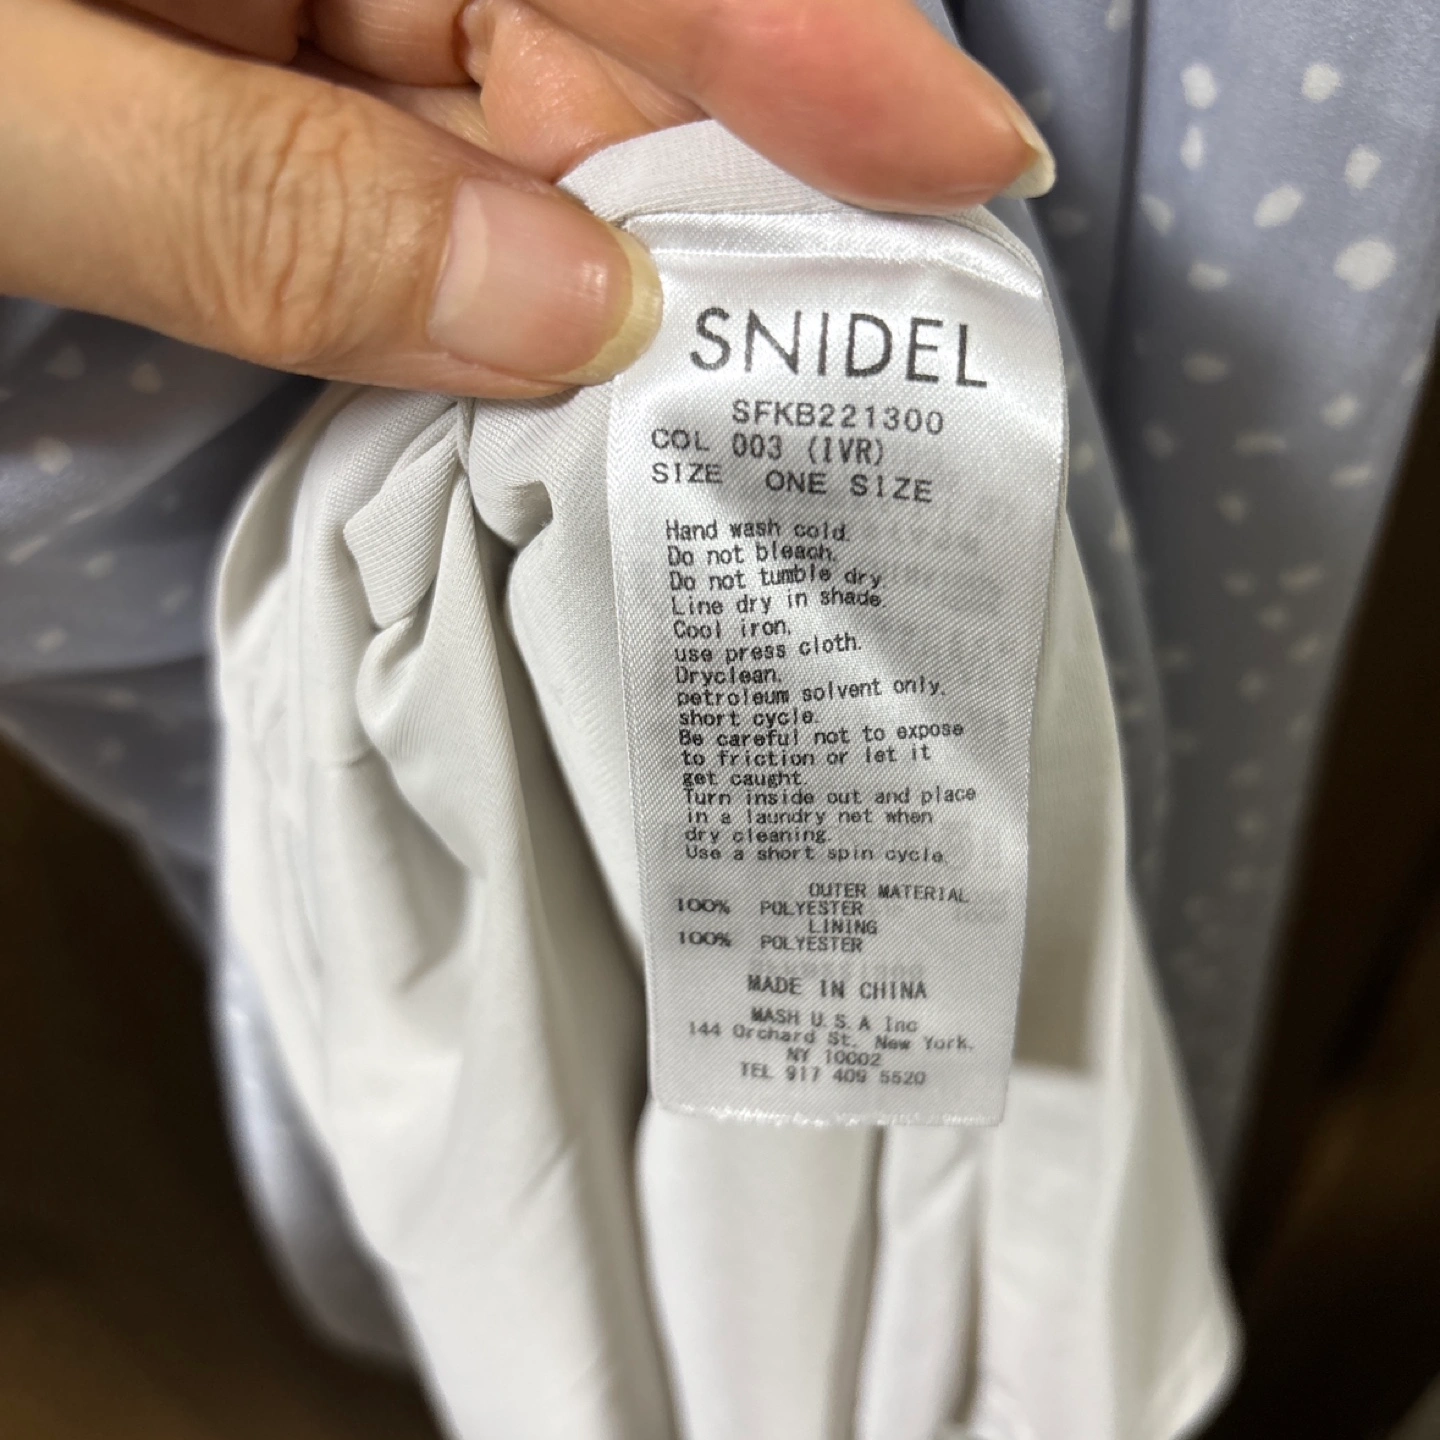 SNIDEL
SFKB221300
COL 003 (IVR)
SIZE ONE SIZE
Hand wash cold.
Do not bleach.
Do not tumble dry.
Line dry in shade.
Cool iron.
use press cloth.
Dryclean.
petroleum solvent only.
short cycle.
Be careful not to expose
to friction or let it
get caught.
Turn inside out and place
in a laundry net when
dry cleaning.
Use a short spin cycle.
OUTER MATERIAL
100% POLYESTER
LINING
100% POLYESTER
MADE IN CHINA
MASH U.S.A Inc
144 Orchard St. New York.
NY 10002
TEL 917 409 5520